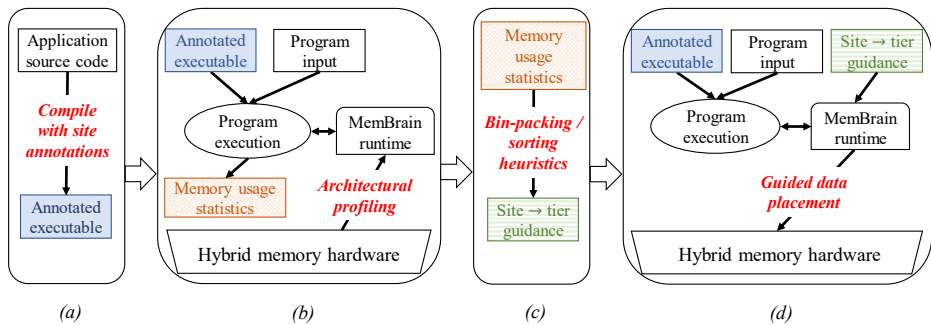 Application
source code
Compile
with site
annotations
Annotated
executable
(a)
Annotated
executable
Program
input
Program
execution
MemBrain
runtime
Memory usage
statistics
Architectural
profiling
Hybrid memory hardware
(b)
Memory
usage
statistics
Bin-packing /
sorting
heuristics
Site → tier
guidance
(c)
Annotated
executable
Program
input
Site → tier
guidance
Program
execution
MemBrain
runtime
Guided data
placement
Hybrid memory hardware
(d)